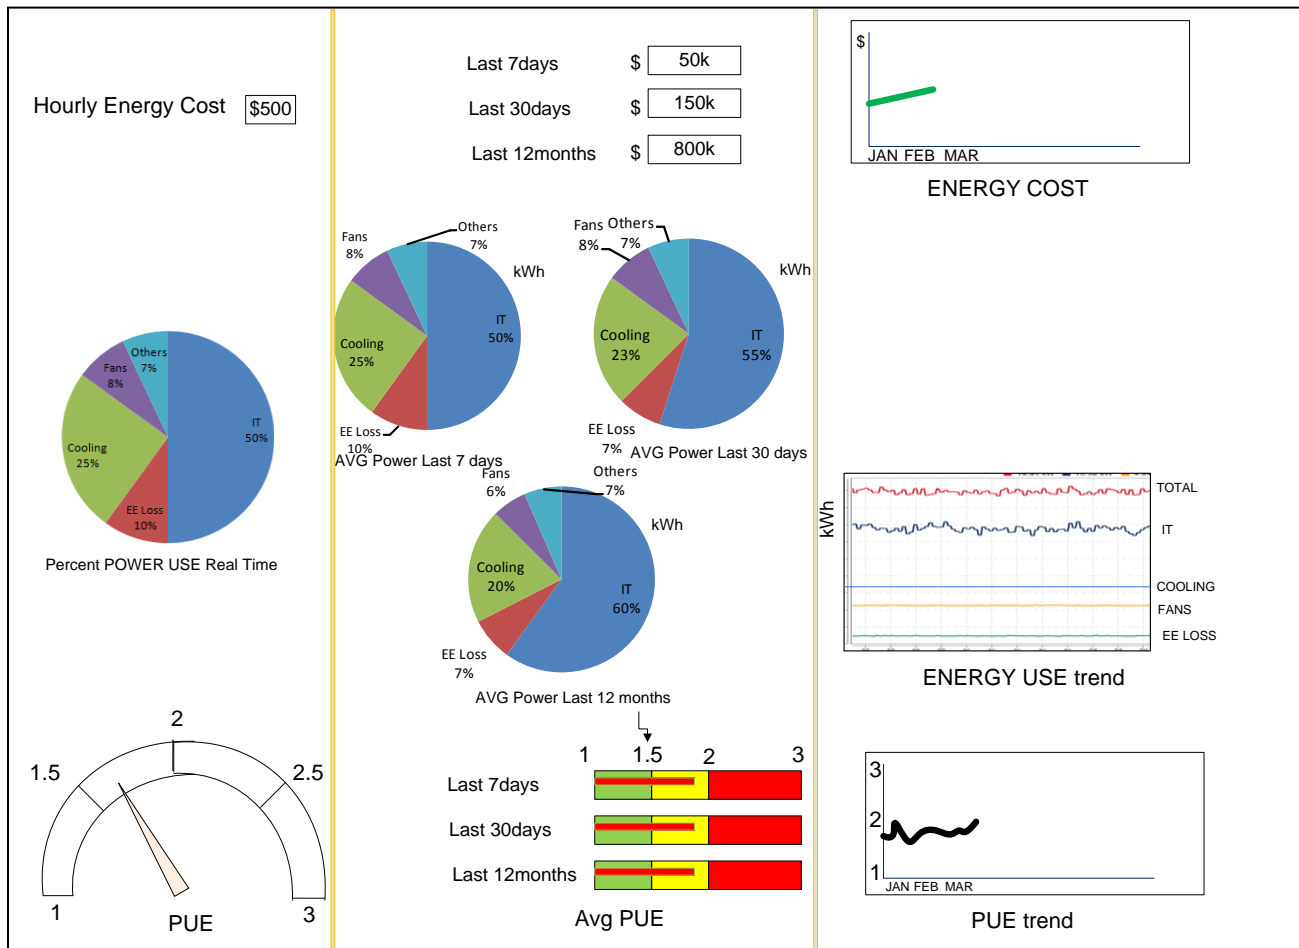 Hourly Energy Cost $500
Percent POWER USE Real Time
Others
7%
Fans
8%
IT
50%
Cooling
25%
EE Loss
10%
2
1.5
2.5
1
3
PUE
Last 7days $ 50k
Last 30days $ 150k
Last 12months $ 800k
Others
7%
Fans
8%
kWh
IT
50%
Cooling
25%
EE Loss
10%
AVG Power Last 7 days
Fans Others
8% 7%
kWh
Cooling
23%
IT
55%
EE Loss
7%
AVG Power Last 30 days
Others
7%
Fans
6%
kWh
Cooling
20%
IT
60%
EE Loss
7%
AVG Power Last 12 months
1 1.5 2 3
Last 7days
Last 30days
Last 12months
Avg PUE
$
JAN FEB MAR
ENERGY COST
kWh
TOTAL
IT
COOLING
FANS
EE LOSS
ENERGY USE trend
3
2
1
JAN FEB MAR
PUE trend